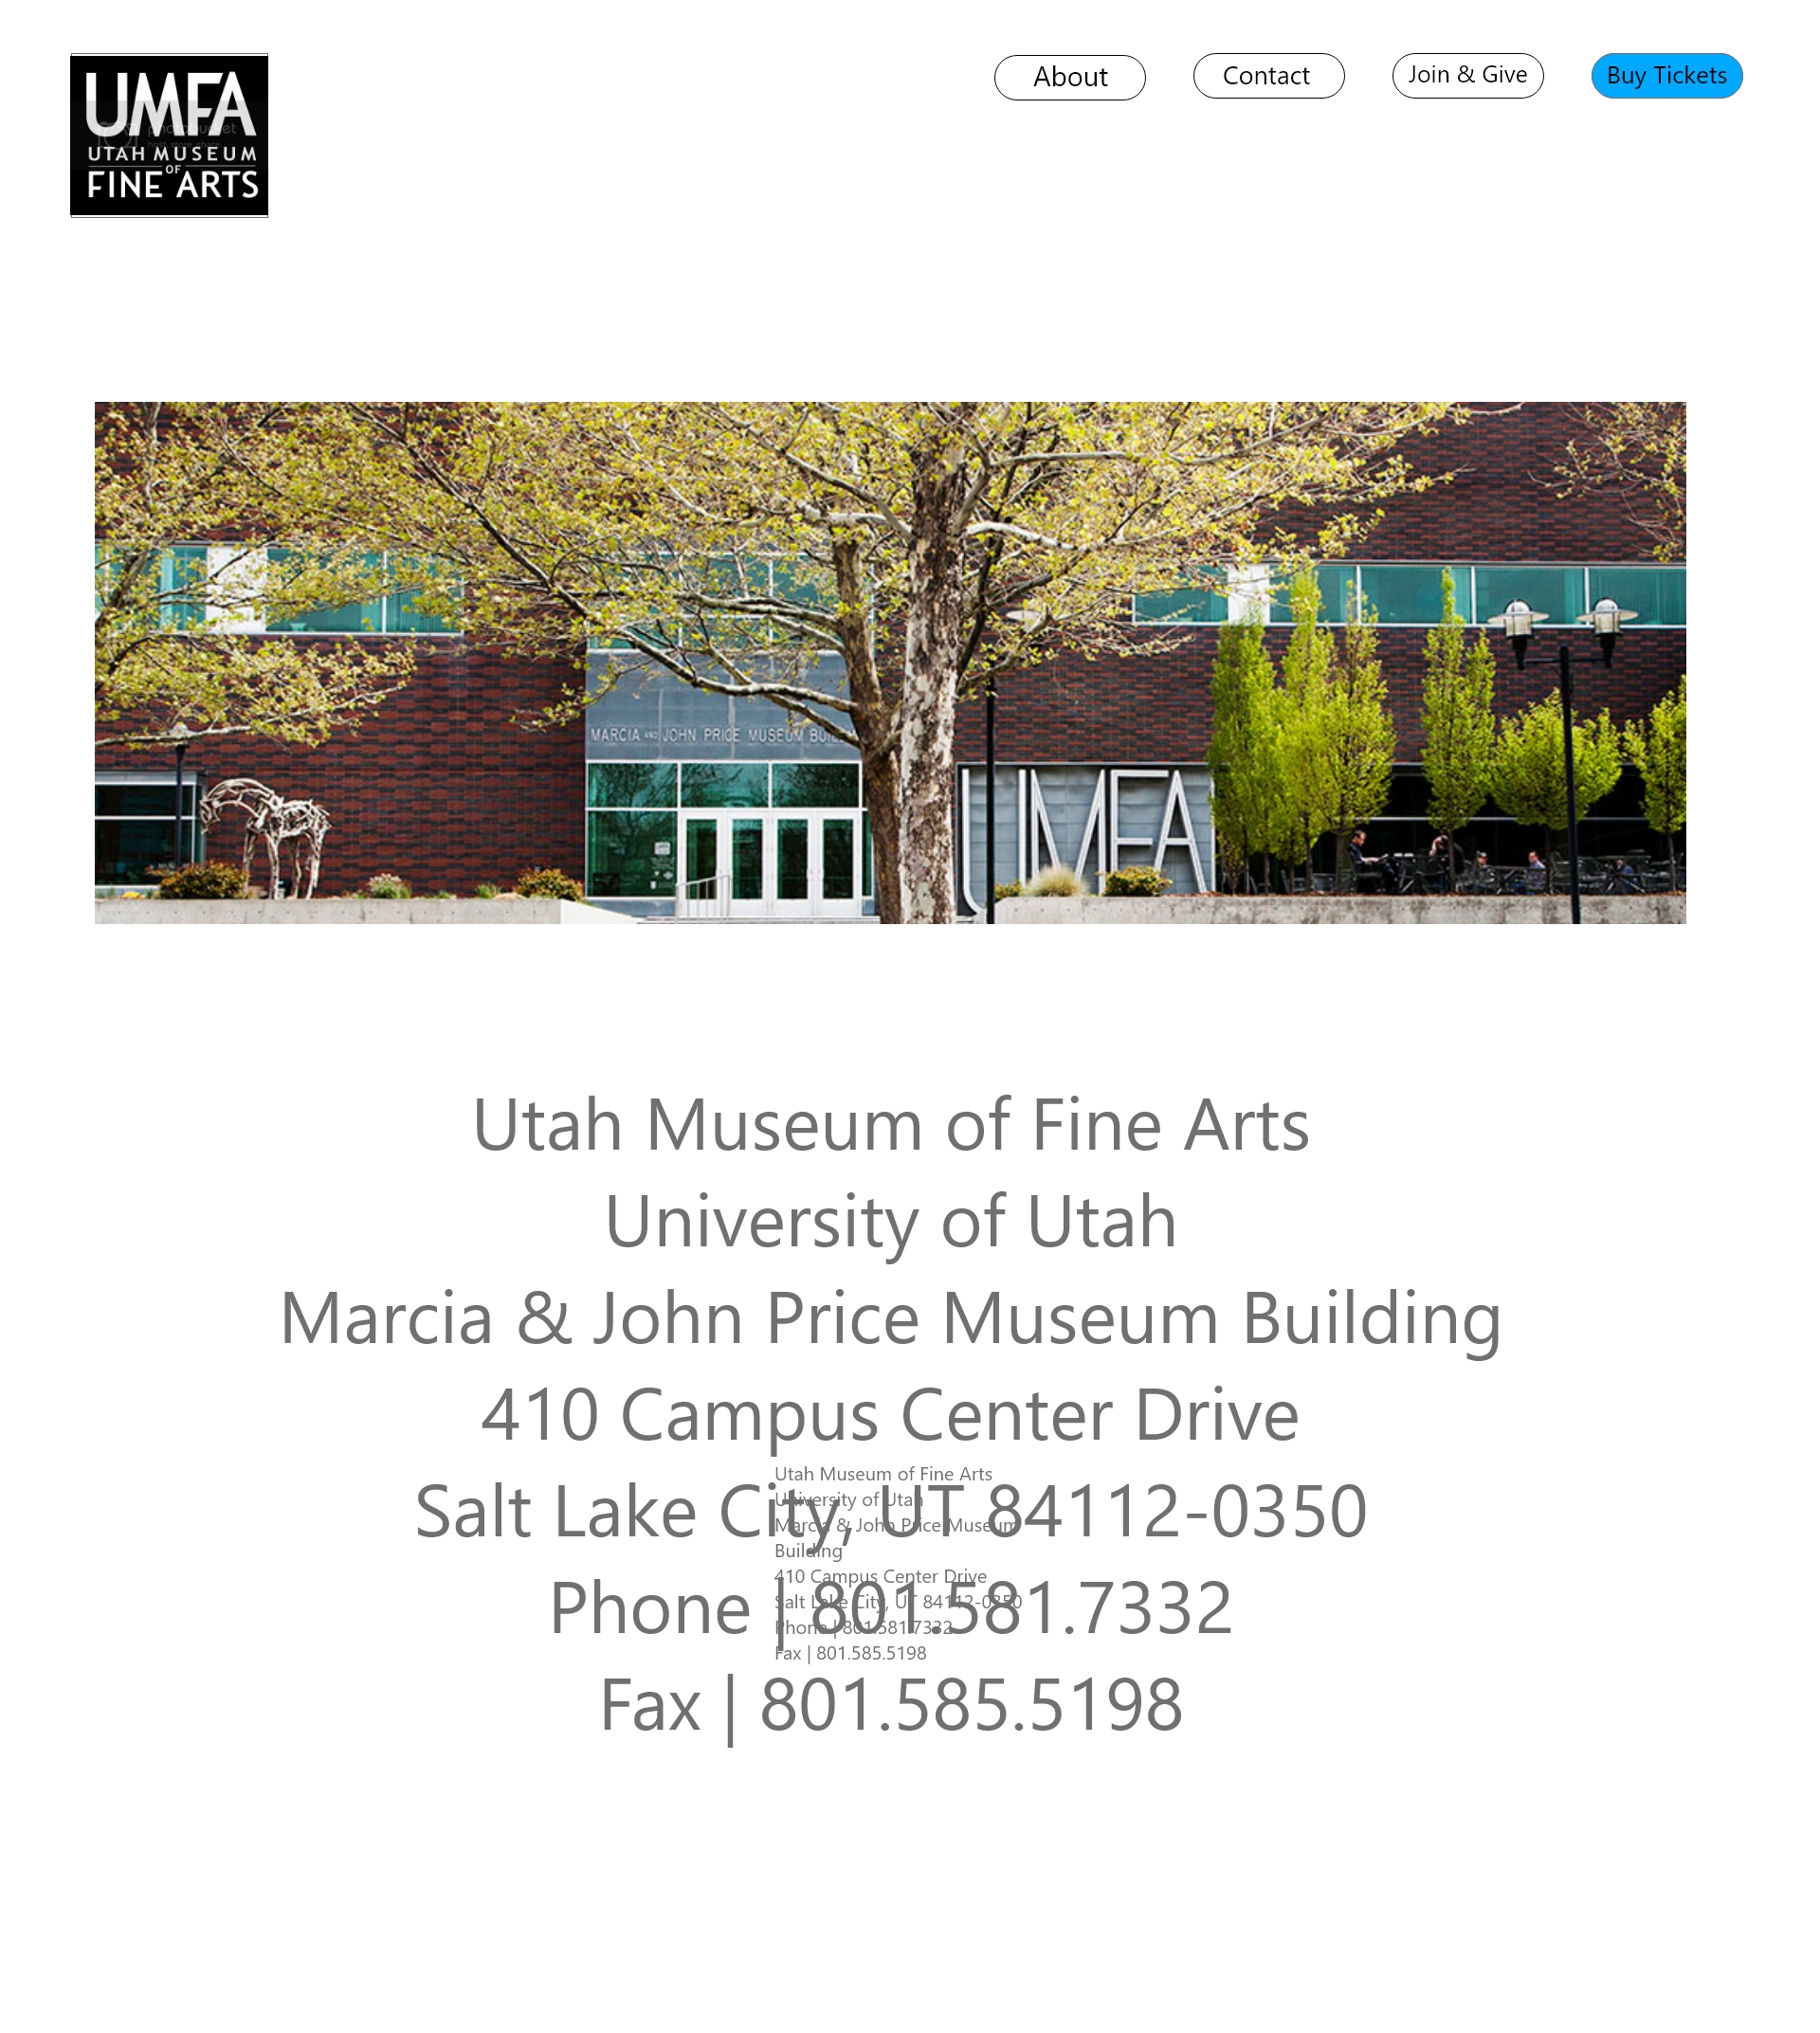 UMFA
UTAH MUSEUM
OF
FINE ARTS
About
Contact
Join & Give
Buy Tickets
MARCIA AND JOHN PRICE MUSEUM
UMFA
Utah Museum of Fine Arts
University of Utah
Marcia & John Price Museum Building
410 Campus Center Drive
Salt Lake City, UT 84112-0350
Phone | 801.581.7332
Fax | 801.585.5198
Utah Museum of Fine Arts
University of Utah
Marcia & John Price Museum
Building
410 Campus Center Drive
Salt Lake City, UT 84112-0350
Phone | 801.581.7332
Fax | 801.585.5198